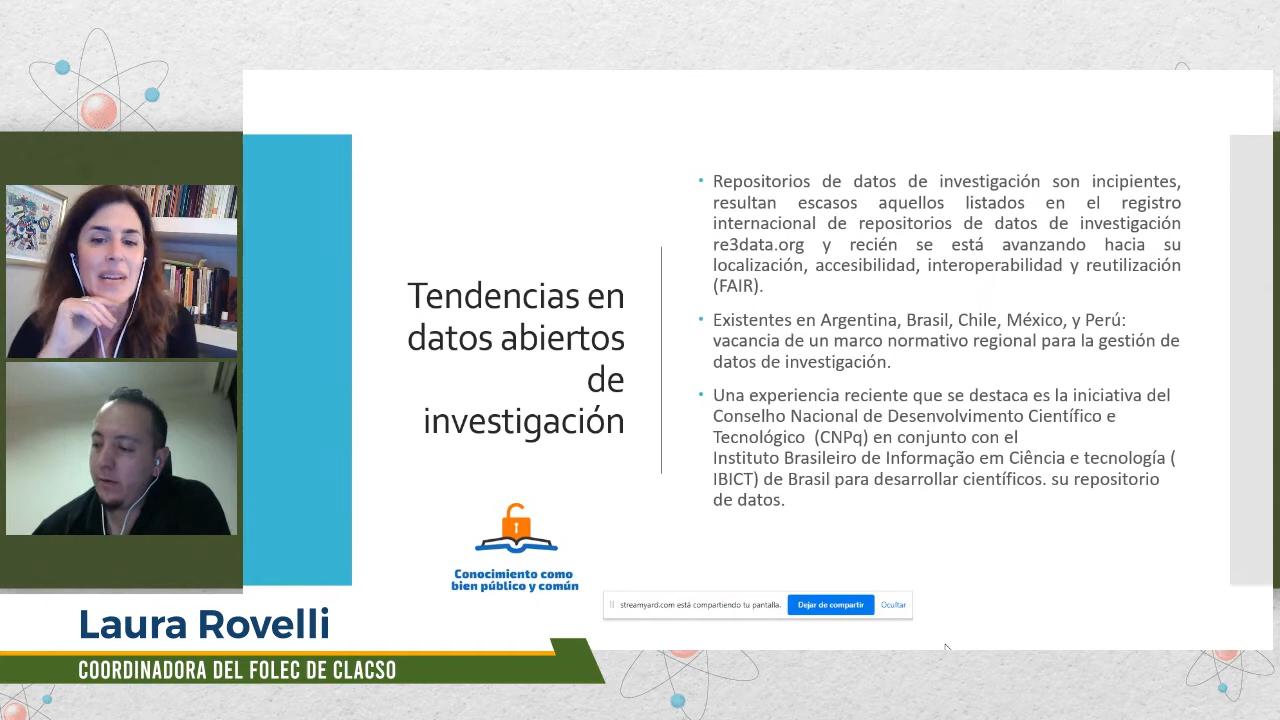 Tendencias en
datos abiertos
de
investigación
• Repositorios de datos de investigación son incipientes,
resultan escasos aquellos listados en el registro
internacional de repositorios de datos de investigación
re3data.org y recién se está avanzando hacia su
localización, accesibilidad, interoperabilidad y reutilización
(FAIR).
• Existentes en Argentina, Brasil, Chile, México, y Perú:
vacancia de un marco normativo regional para la gestión de
datos de investigación.
• Una experiencia reciente que se destaca es la iniciativa del
Conselho Nacional de Desenvolvimento Científico e
Tecnológico (CNPq) en conjunto con el
Instituto Brasileiro de Informação em Ciência e tecnología (
IBICT) de Brasil para desarrollar científicos. su repositorio
de datos.
Conocimiento como
bien público y común
streamyard.com está compartiendo tu pantalla. Dejar de compartir Ocultar
Laura Rovelli
COORDINADORA DEL FOLEC DE CLACSO